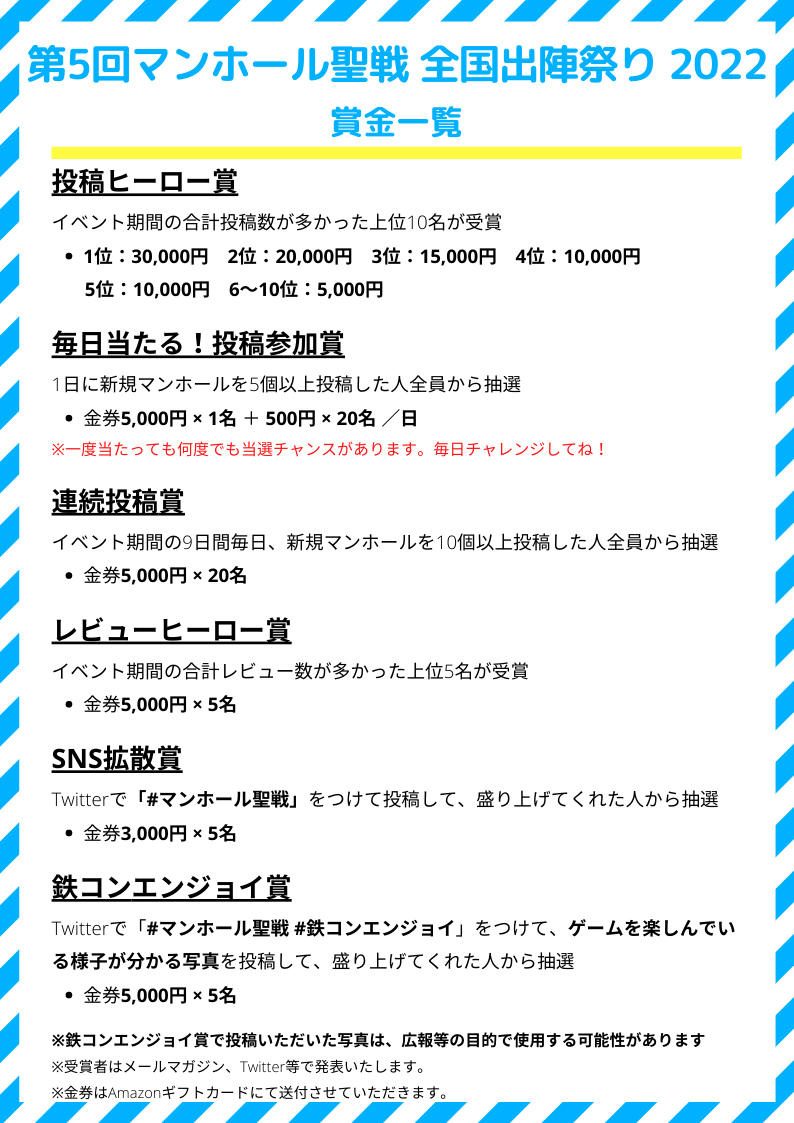 第5回マンホール聖戦 全国出陣祭り 2022
賞金一覧
投稿ヒーロー賞
イベント期間の合計投稿数が多かった上位10名が受賞
• 1位：30,000円　2位：20,000円　3位：15,000円　4位：10,000円
5位：10,000円　6〜10位：5,000円
毎日当たる！投稿参加賞
1日に新規マンホールを5個以上投稿した人全員から抽選
• 金券5,000円 × 1名 ＋ 500円 × 20名 ／日
※一度当たっても何度でも当選チャンスがあります。毎日チャレンジしてね！
連続投稿賞
イベント期間の9日間毎日、新規マンホールを10個以上投稿した人全員から抽選
• 金券5,000円 × 20名
レビューヒーロー賞
イベント期間の合計レビュー数が多かった上位5名が受賞
• 金券5,000円 × 5名
SNS拡散賞
Twitterで「#マンホール聖戦」をつけて投稿して、盛り上げてくれた人から抽選
• 金券3,000円 × 5名
鉄コンエンジョイ賞
Twitterで「#マンホール聖戦 #鉄コンエンジョイ」をつけて、ゲームを楽しんでい
る様子が分かる写真を投稿して、盛り上げてくれた人から抽選
• 金券5,000円 × 5名
※鉄コンエンジョイ賞で投稿いただいた写真は、広報等の目的で使用する可能性があります
※受賞者はメールマガジン、Twitter等で発表いたします。
※金券はAmazonギフトカードにて送付させていただきます。